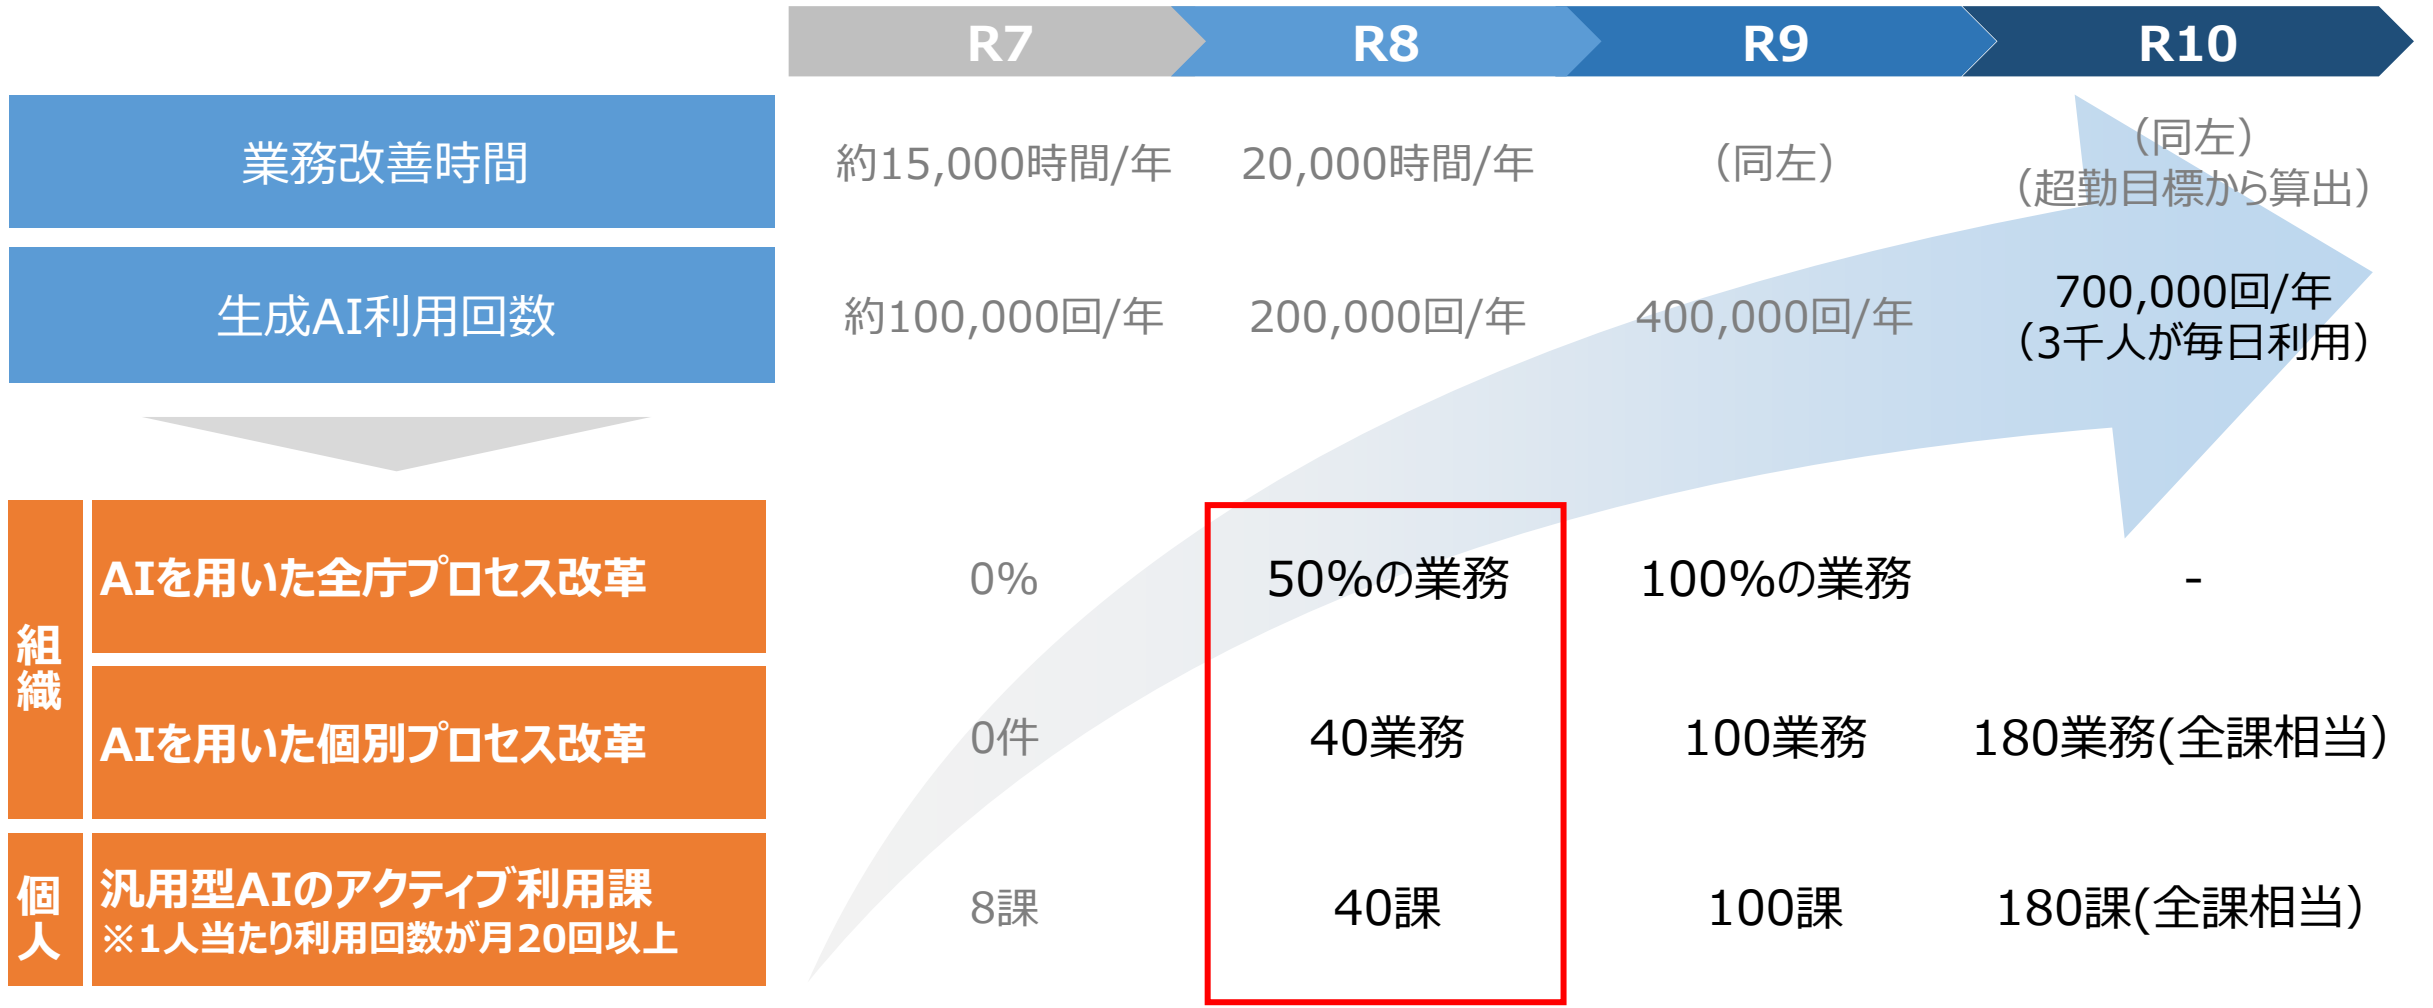 R7 R8 R9 R10
業務改善時間 約15,000時間/年 20,000時間/年 （同左） （同左）
（超勤目標から算出）
生成AI利用回数 約100,000回/年 200,000回/年 400,000回/年 700,000回/年
（3千人が毎日利用）
組織
AIを用いた全庁プロセス改革 0% 50%の業務 100%の業務 -
AIを用いた個別プロセス改革 0件 40業務 100業務 180業務(全課相当）
個人
汎用型AIのアクティブ利用課 8課 40課 100課 180課(全課相当）
※1人当たり利用回数が月20回以上